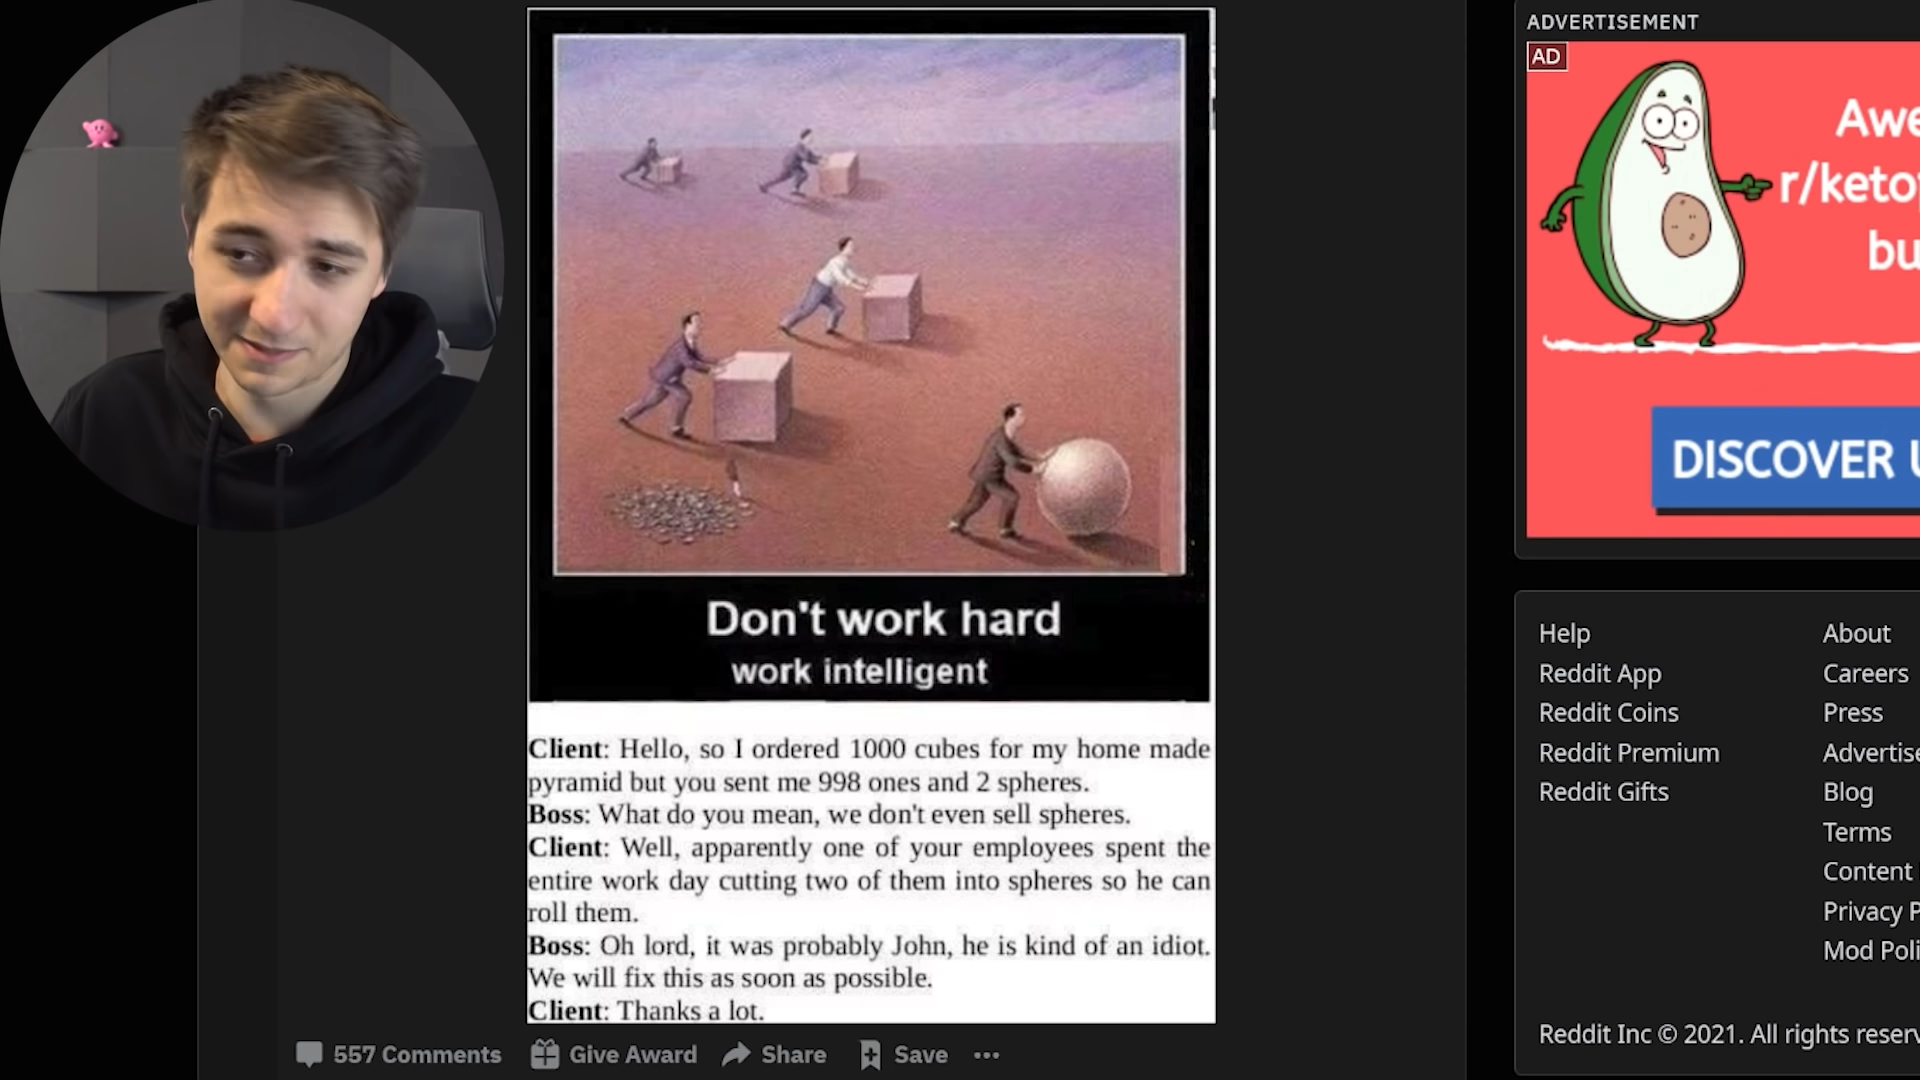 Don't work hard
work intelligent
Client: Hello, so I ordered 1000 cubes for my home made
pyramid but you sent me 998 ones and 2 spheres.
Boss: What do you mean, we don't even sell spheres.
Client: Well, apparently one of your employees spent the
entire work day cutting two of them into spheres so he can
roll them.
Boss: Oh lord, it was probably John, he is kind of an idiot.
We will fix this as soon as possible.
Client: Thanks a lot.
557 Comments Give Award Share Save
ADVERTISEMENT
AD
Awe
r/keto
bu
DISCOVER U
Help
Reddit App
Reddit Coins
Reddit Premium
Reddit Gifts
About
Careers
Press
Advertise
Blog
Terms
Content
Privacy P
Mod Poli
Reddit Inc © 2021. All rights reserv